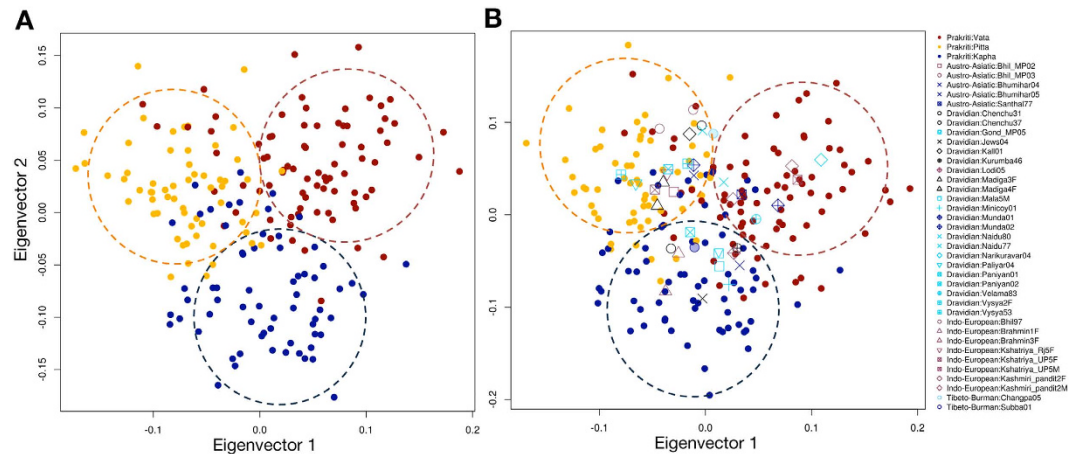 A
B
0.15
0.10
0.05
0.00
-0.05
-0.10
-0.15
Eigenvector 2
-0.1
0.0
0.1
0.2
Eigenvector 1
0.1
0.0
-0.1
-0.2
-0.1
0.0
0.1
0.2
Eigenvector 1
Prakriti:Vata
Prakriti:Pitta
Prakriti:Kapha
Austro-Asiatic:Bhil_MP02
Austro-Asiatic:Bhil_MP03
Austro-Asiatic:Bhumihar04
Austro-Asiatic:Bhumihar05
Austro-Asiatic:Santhal77
Dravidian:Chenchu31
Dravidian:Chenchu37
Dravidian:Gond_MP05
Dravidian:Jews04
Dravidian:Kall01
Dravidian:Kurumba46
Dravidian:Lodi05
Dravidian:Madiga3F
Dravidian:Madiga4F
Dravidian:Mala5M
Dravidian:Minicoy01
Dravidian:Munda01
Dravidian:Munda02
Dravidian:Naidu80
Dravidian:Naidu77
Dravidian:Narikuravar04
Dravidian:Paliyar04
Dravidian:Paniyan01
Dravidian:Paniyan02
Dravidian:Velama83
Dravidian:Vysya2F
Dravidian:Vysya53
Indo-European:Bhil97
Indo-European:Brahmin1F
Indo-European:Brahmin3F
Indo-European:Kshatriya_Rj5F
Indo-European:Kshatriya_UP5F
Indo-European:Kshatriya_UP5M
Indo-European:Kashmiri_pandit2F
Indo-European:Kashmiri_pandit2M
Tibeto-Burman:Changpa05
Tibeto-Burman:Subba01